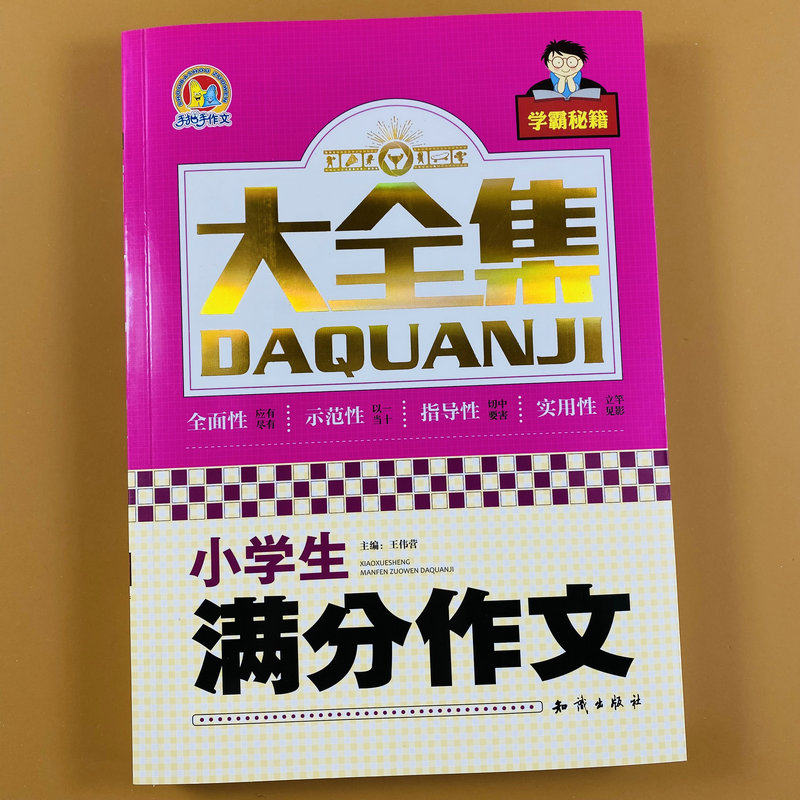 手把手作文
学霸秘籍
大全集
DAQUANJI
全面性 应有尽有 示范性 以一当十 指导性 切中要害 实用性 立竿见影
主编：王伟营
小学生
XIAOXUESHENG
MANFEN ZUOWEN DAQUANJI
满分作文
知识出版社